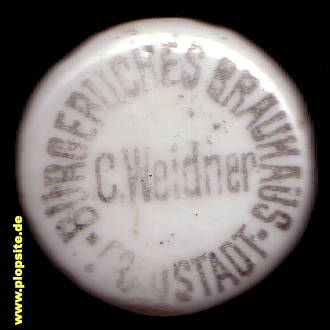 BÜRGERLICHES BRAUHAUS
C. Weidner
www.plopsite.de